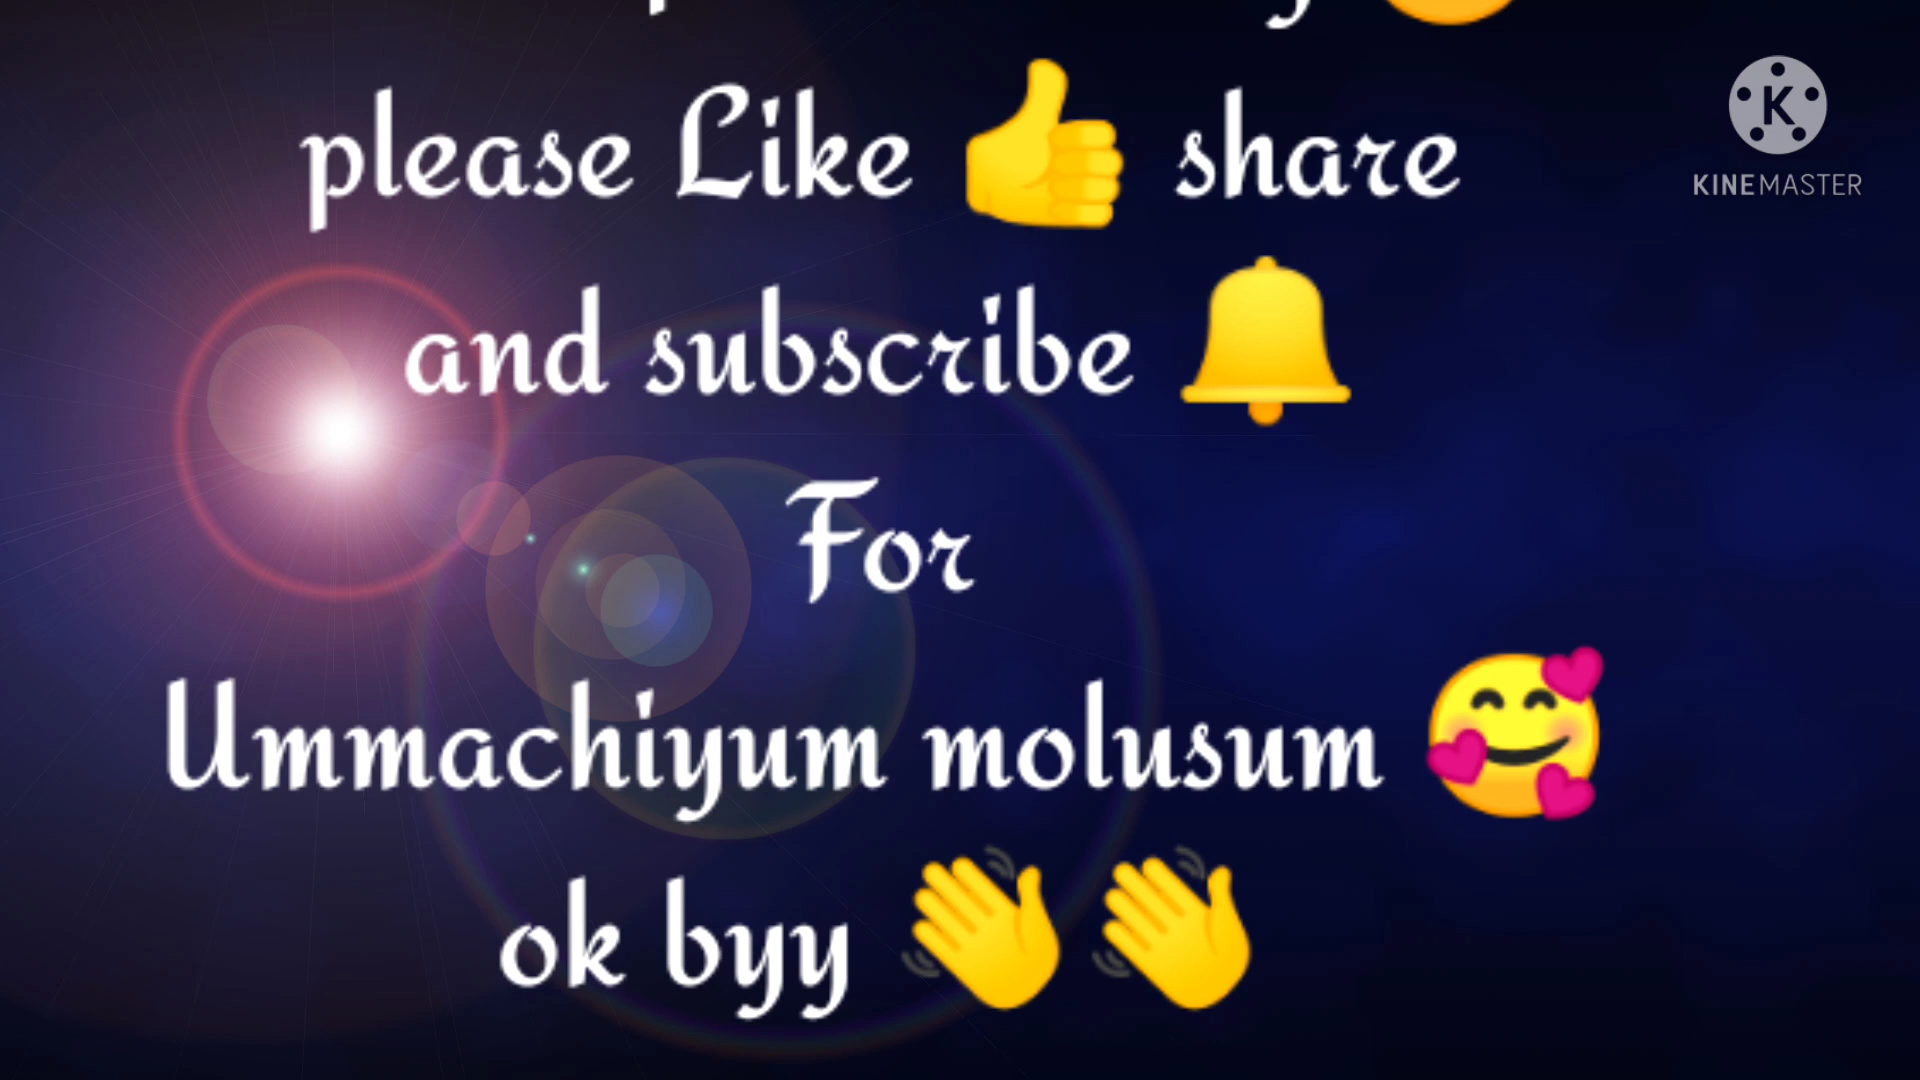 please Like 👍 share
and subscribe 🔔
For
Ummachiyum molusum 🥰
ok byy 👋 👋
K
KINEMASTER